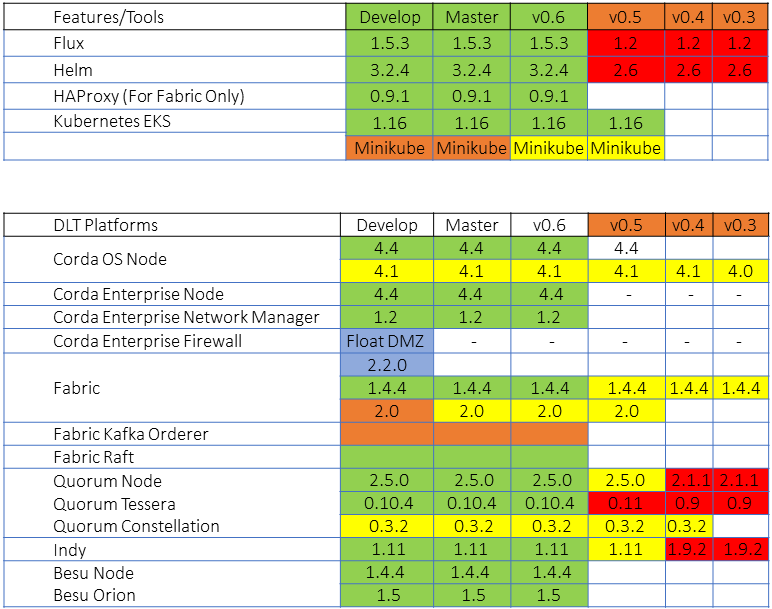 Features/Tools Develop Master v0.6 v0.5 v0.4 v0.3
Flux 1.5.3 1.5.3 1.5.3 1.2 1.2 1.2
Helm 3.2.4 3.2.4 3.2.4 2.6 2.6 2.6
HAProxy (For Fabric Only) 0.9.1 0.9.1 0.9.1
Kubernetes EKS 1.16 1.16 1.16 1.16
Minikube Minikube Minikube Minikube
DLT Platforms Develop Master v0.6 v0.5 v0.4 v0.3
Corda OS Node 4.4 4.4 4.4 4.4
4.1 4.1 4.1 4.1 4.1 4.0
Corda Enterprise Node 4.4 4.4 4.4 - - -
Corda Enterprise Network Manager 1.2 1.2 1.2
Corda Enterprise Firewall Float DMZ - - - - -
2.2.0
Fabric 1.4.4 1.4.4 1.4.4 1.4.4 1.4.4 1.4.4
2.0 2.0 2.0 2.0
Fabric Kafka Orderer
Fabric Raft
Quorum Node 2.5.0 2.5.0 2.5.0 2.5.0 2.1.1 2.1.1
Quorum Tessera 0.10.4 0.10.4 0.10.4 0.11 0.9 0.9
Quorum Constellation 0.3.2 0.3.2 0.3.2 0.3.2 0.3.2
Indy 1.11 1.11 1.11 1.11 1.9.2 1.9.2
Besu Node 1.4.4 1.4.4 1.4.4
Besu Orion 1.5 1.5 1.5